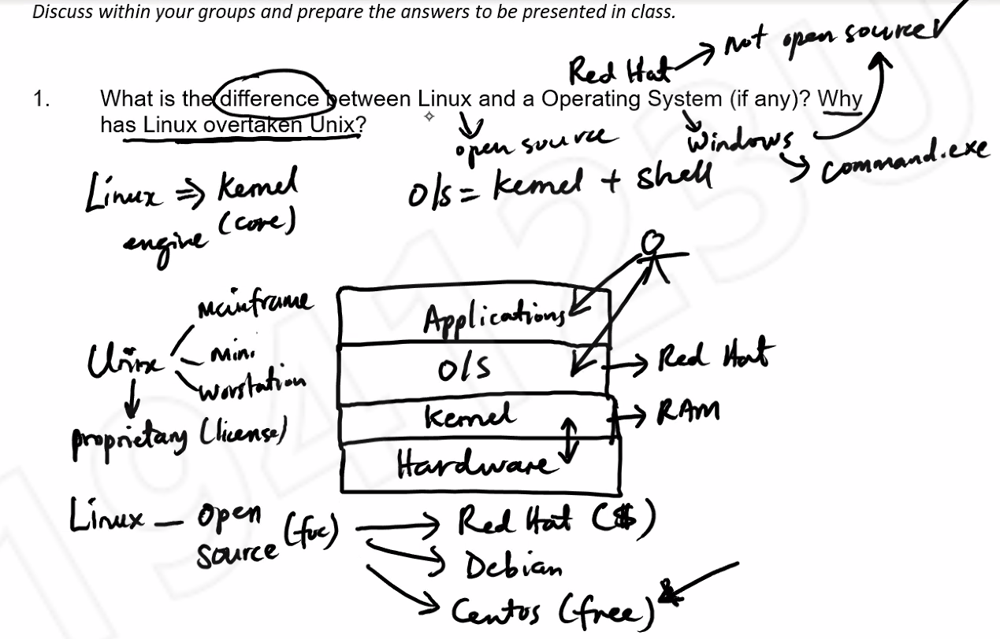 Discuss within your groups and prepare the answers to be presented in class.
Red Hat → not open source
1. What is the difference between Linux and a Operating System (if any)? Why
has Linux overtaken Unix?
open source
Windows
command.exe
Linux ⇒ Kernel
(core)
engine
O/S = Kernel + Shell
Mainframe
Unix
Mini
Worstation
proprietary (license)
Applications
O/S → Red Hat
Kernel → RAM
Hardware
Linux – Open
Source
→ Red Hat ($)
Debian
Centos (free)
194123U